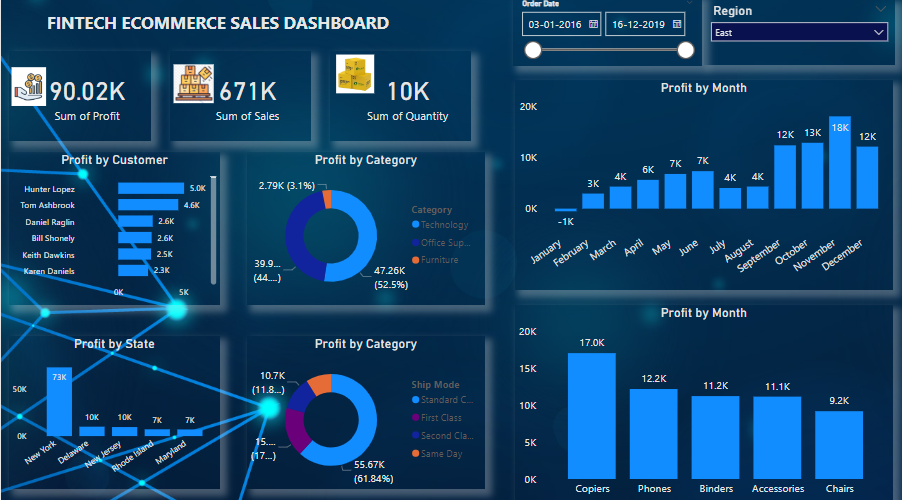 FINTECH ECOMMERCE SALES DASHBOARD
Order Date
03-01-2016
16-12-2019
Region
East
90.02K
Sum of Profit
671K
Sum of Sales
10K
Sum of Quantity
Profit by Customer
Hunter Lopez 5.0K
Tom Ashbrook 4.6K
Daniel Raglin 2.6K
Bill Shonely 2.6K
Keith Dawkins 2.5K
Karen Daniels 2.3K
0K 5K
Profit by Category
2.79K (3.1%)
39.9...
(44....)
47.26K
(52.5%)
Category
Technology
Office Sup...
Furniture
Profit by Month
20K
10K
0K
-1K
3K
4K
6K
7K
7K
4K
4K
12K
13K
18K
12K
January
February
March
April
May
June
July
August
September
October
November
December
Profit by State
50K
0K
73K
10K
10K
7K
7K
New York
Delaware
New Jersey
Rhode Island
Maryland
Profit by Category
10.7K
(11.8...)
15....
(17...)
55.67K
(61.84%)
Ship Mode
Standard C...
First Class
Second Cla...
Same Day
Profit by Month
20K
15K
10K
5K
0K
17.0K
12.2K
11.2K
11.1K
9.2K
Copiers
Phones
Binders
Accessories
Chairs